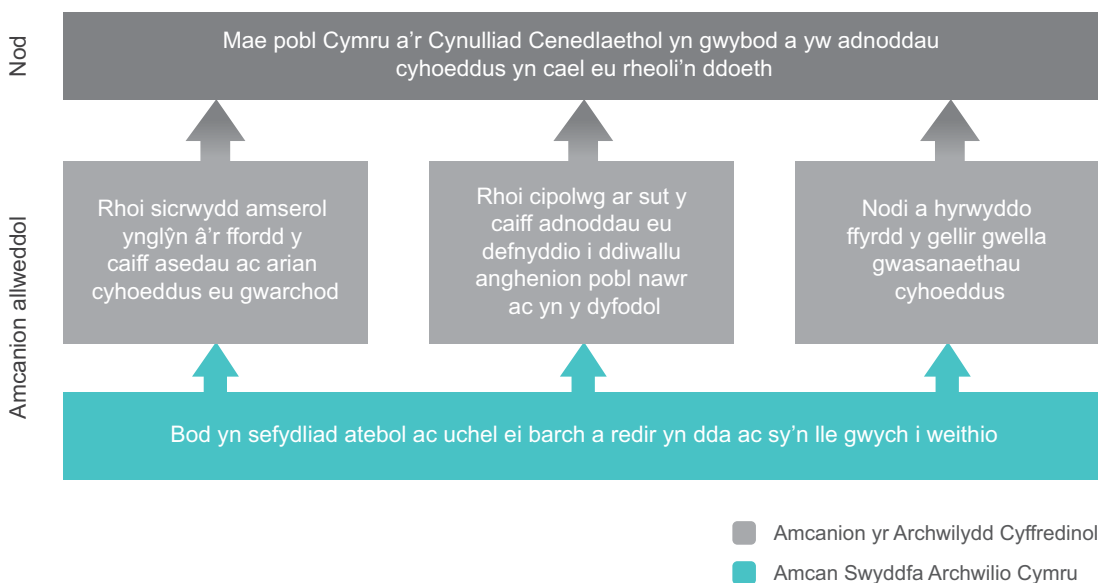 Nod
Mae pobl Cymru a’r Cynulliad Cenedlaethol yn gwybod a yw adnoddau
cyhoeddus yn cael eu rheoli’n ddoeth
Amcanion allweddol
Rhoi sicrwydd amserol
ynglŷn â’r ffordd y
caiff asedau ac arian
cyhoeddus eu gwarchod
Rhoi cipolwg ar sut y
caiff adnoddau eu
defnyddio i ddiwallu
anghenion pobl nawr
ac yn y dyfodol
Nodi a hyrwyddo
ffyrdd y gellir gwella
gwasanaethau
cyhoeddus
Bod yn sefydliad atebol ac uchel ei barch a redir yn dda ac sy’n lle gwych i weithio
Amcanion yr Archwilydd Cyffredinol
Amcan Swyddfa Archwilio Cymru